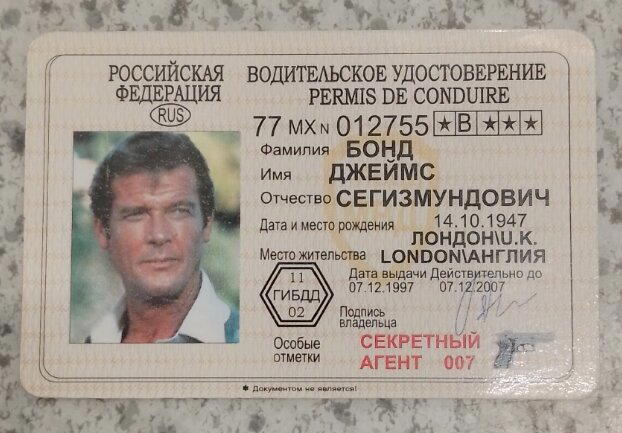 РОССИЙСКАЯ ФЕДЕРАЦИЯ
RUS
ВОДИТЕЛЬСКОЕ УДОСТОВЕРЕНИЕ
PERMIS DE CONDUIRE
77 МХ N 012755 ★ B ★ ★ ★
Фамилия БОНД
Имя ДЖЕЙМС
Отчество СЕГИЗМУНДОВИЧ
Дата и место рождения 14.10.1947
ЛОНДОН\U.K.
Место жительства LONDON\АНГЛИЯ
Дата выдачи Действительно до
07.12.1997 07.12.2007
11
ГИБДД
02
Подпись
владельца
Особые
отметки
СЕКРЕТНЫЙ
АГЕНТ 007
✱ Документом не является!